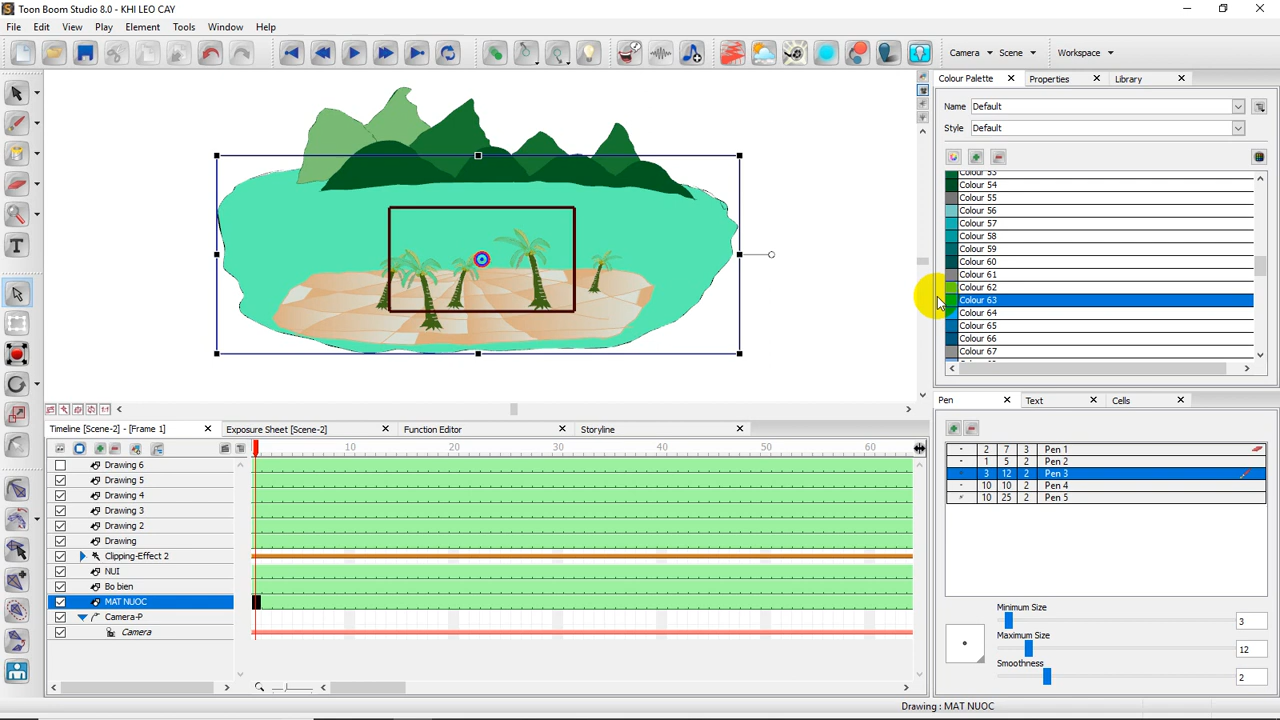 Toon Boom Studio 8.0 - KHI LEO CAY
File Edit View Play Element Tools Window Help
Camera Scene Workspace
Colour Palette Properties Library
Name Default
Style Default
Colour 53
Colour 54
Colour 55
Colour 56
Colour 57
Colour 58
Colour 59
Colour 60
Colour 61
Colour 62
Colour 63
Colour 64
Colour 65
Colour 66
Colour 67
Pen Text Cells
2 7 3 Pen 1
1 5 2 Pen 2
3 12 2 Pen 3
10 10 2 Pen 4
10 25 2 Pen 5
Minimum Size
3
Maximum Size
12
Smoothness
2
Timeline [Scene-2] - [Frame 1] Exposure Sheet [Scene-2] Function Editor Storyline
10 20 30 40 50 60
Drawing 6
Drawing 5
Drawing 4
Drawing 3
Drawing 2
Drawing
Clipping-Effect 2
NUI
Bo bien
MAT NUOC
Camera-P
Camera
Drawing : MAT NUOC